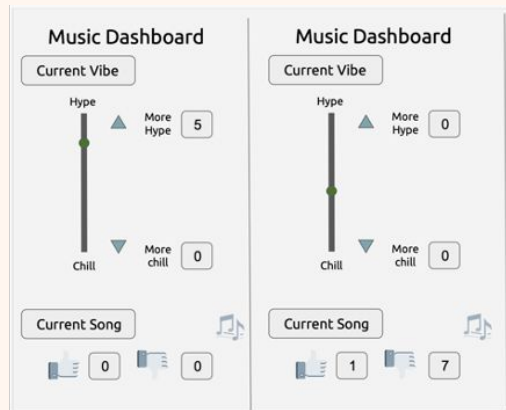 Music Dashboard
Current Vibe
Hype
More
Hype
5
More
chill
0
Chill
Current Song
0
0
Music Dashboard
Current Vibe
Hype
More
Hype
0
More
chill
0
Chill
Current Song
1
7